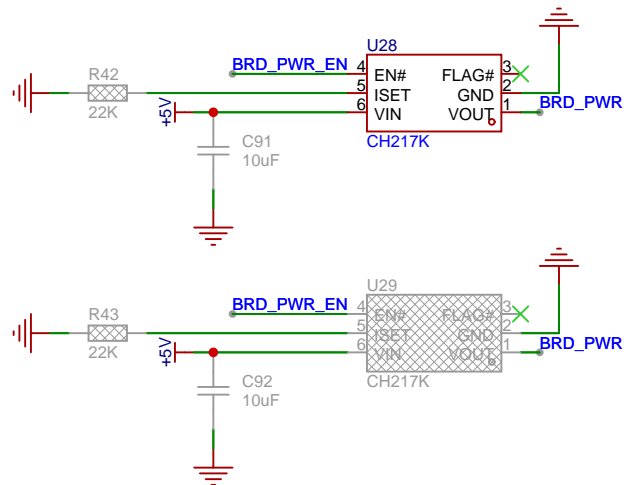 U28
BRD_PWR_EN
4 EN# FLAG# 3
R42
5 ISET GND 2
22K
+5V
6 VIN VOUT 1
BRD_PWR
CH217K
C91
10uF
U29
BRD_PWR_EN
4 EN# FLAG# 3
R43
5 ISET GND 2
22K
+5V
6 VIN VOUT 1
BRD_PWR
CH217K
C92
10uF